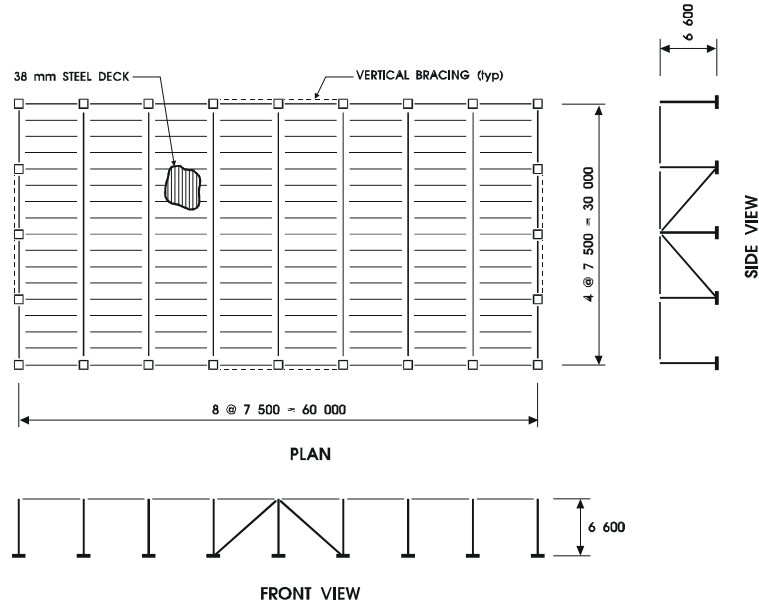 6 600
38 mm STEEL DECK
VERTICAL BRACING (typ)
4 @ 7 500 = 30 000
SIDE VIEW
8 @ 7 500 = 60 000
PLAN
6 600
FRONT VIEW